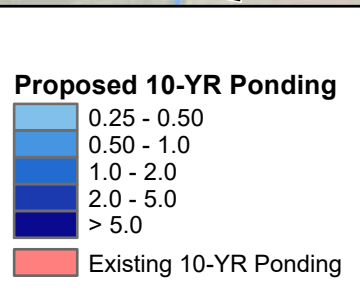 Proposed 10-YR Ponding
0.25 - 0.50
0.50 - 1.0
1.0 - 2.0
2.0 - 5.0
> 5.0
Existing 10-YR Ponding